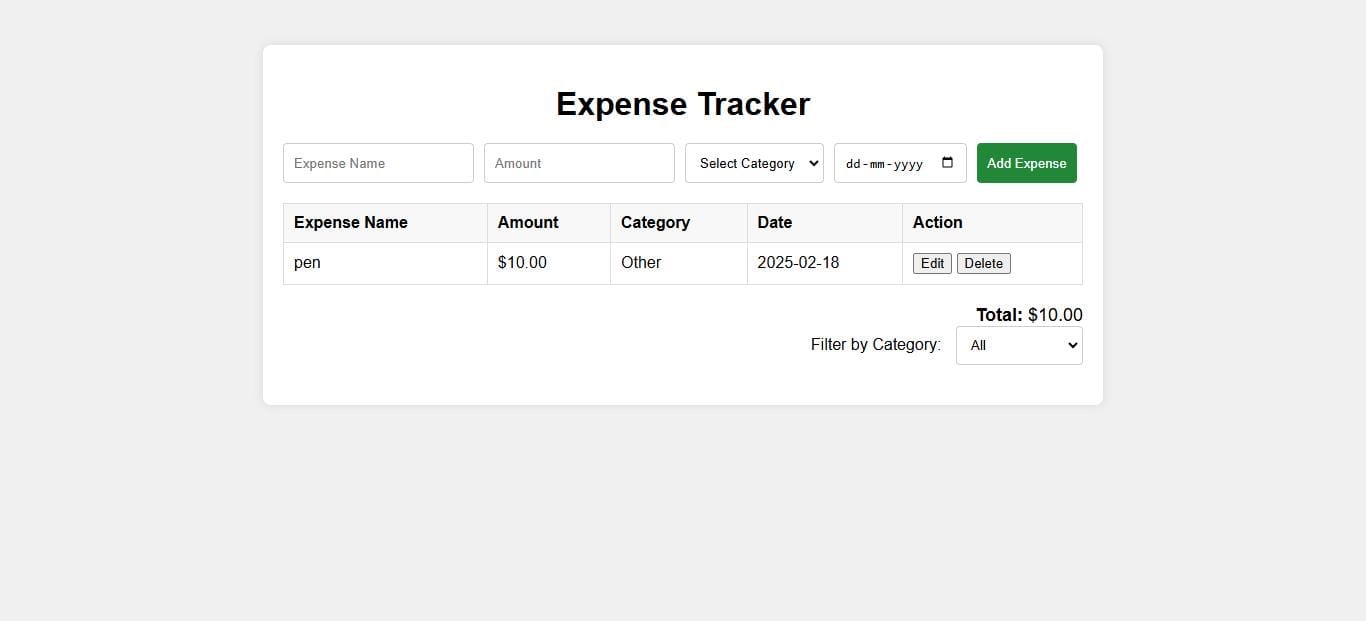 Expense Tracker
Expense Name Amount Select Category dd-mm-yyyy Add Expense
Expense Name Amount Category Date Action
pen $10.00 Other 2025-02-18 Edit Delete
Total: $10.00
Filter by Category: All